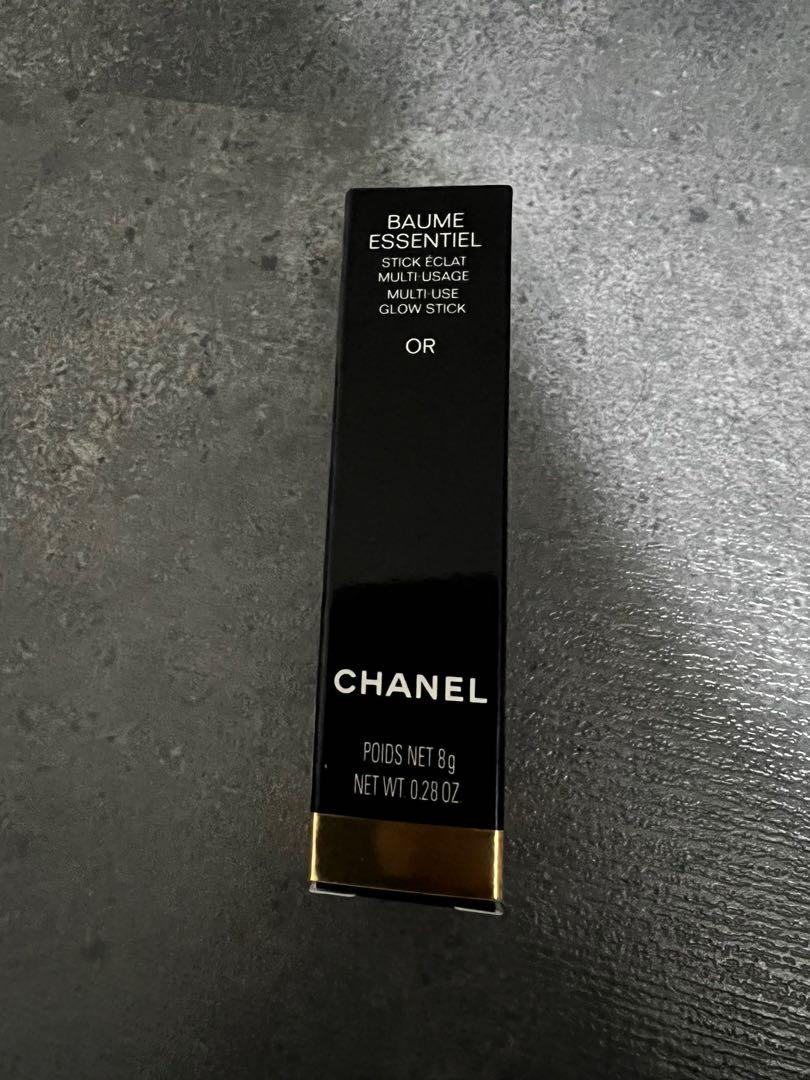 BAUME
ESSENTIEL
STICK ÉCLAT
MULTI-USAGE
MULTI-USE
GLOW STICK
OR
CHANEL
POIDS NET 8g
NET WT. 0.28 OZ.